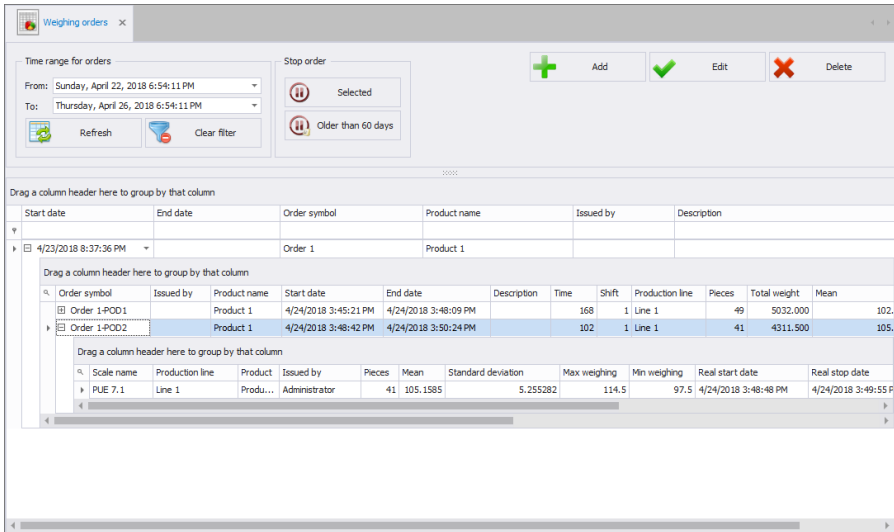 Weighing orders
Time range for orders
Stop order
From: Sunday, April 22, 2018 6:54:11 PM
To: Thursday, April 26, 2018 6:54:11 PM
Refresh
Clear filter
Selected
Older than 60 days
Add
Edit
Delete
Drag a column header here to group by that column
Start date End date Order symbol Product name Issued by Description
4/23/2018 8:37:36 PM Order 1 Product 1
Drag a column header here to group by that column
Order symbol Issued by Product name Start date End date Description Time Shift Production line Pieces Total weight Mean
Order 1-POD1 Product 1 4/24/2018 3:45:21 PM 4/24/2018 3:48:09 PM 168 1 Line 1 49 5032.000 102.
Order 1-POD2 Product 1 4/24/2018 3:48:42 PM 4/24/2018 3:50:24 PM 102 1 Line 1 41 4311.500 105.
Drag a column header here to group by that column
Scale name Production line Product Issued by Pieces Mean Standard deviation Max weighing Min weighing Real start date Real stop date
PUE 7.1 Line 1 Produ... Administrator 41 105.1585 5.255282 114.5 97.5 4/24/2018 3:48:48 PM 4/24/2018 3:49:55 P